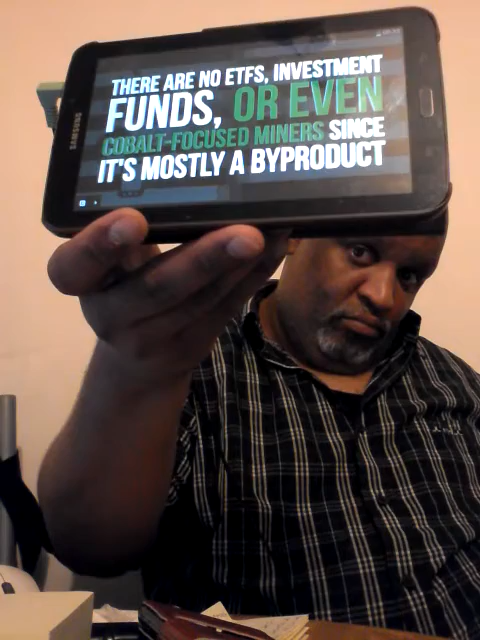 SAMSUNG
THERE ARE NO ETFS, INVESTMENT
FUNDS, OR EVEN
COBALT-FOCUSED MINERS SINCE
IT'S MOSTLY A BYPRODUCT